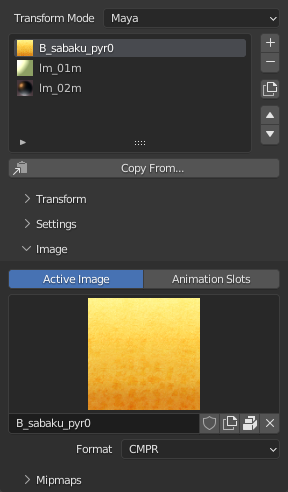 Transform Mode Maya
B_sabaku_pyr0
lm_01m
lm_02m
Copy From...
Transform
Settings
Image
Active Image Animation Slots
B_sabaku_pyr0
Format CMPR
Mipmaps